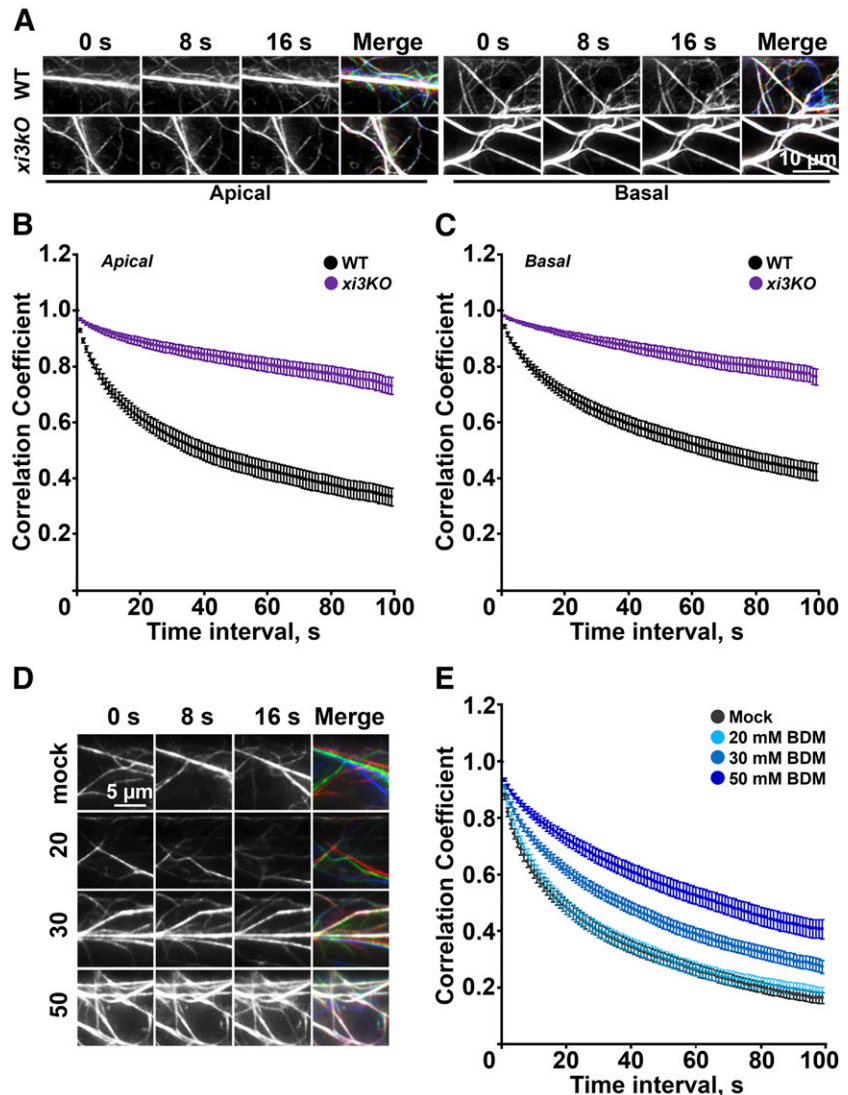 A
0 s 8 s 16 s Merge 0 s 8 s 16 s Merge
WT
xi3KO
10 µm
Apical Basal
B
Apical
WT
xi3KO
1.2
1.0
0.8
0.6
0.4
0.2
0 20 40 60 80 100
Correlation Coefficient
Time interval, s
C
Basal
WT
xi3KO
1.2
1.0
0.8
0.6
0.4
0.2
0 20 40 60 80 100
Correlation Coefficient
Time interval, s
D
0 s 8 s 16 s Merge
mock
5 µm
20
30
50
E
Mock
20 mM BDM
30 mM BDM
50 mM BDM
1.2
1.0
0.8
0.6
0.4
0.2
0 20 40 60 80 100
Correlation Coefficient
Time interval, s